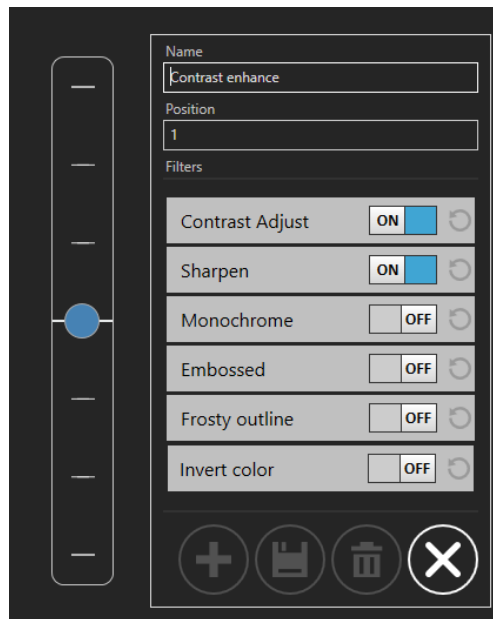 Name
Contrast enhance
Position
1
Filters
Contrast Adjust ON
Sharpen ON
Monochrome OFF
Embossed OFF
Frosty outline OFF
Invert color OFF